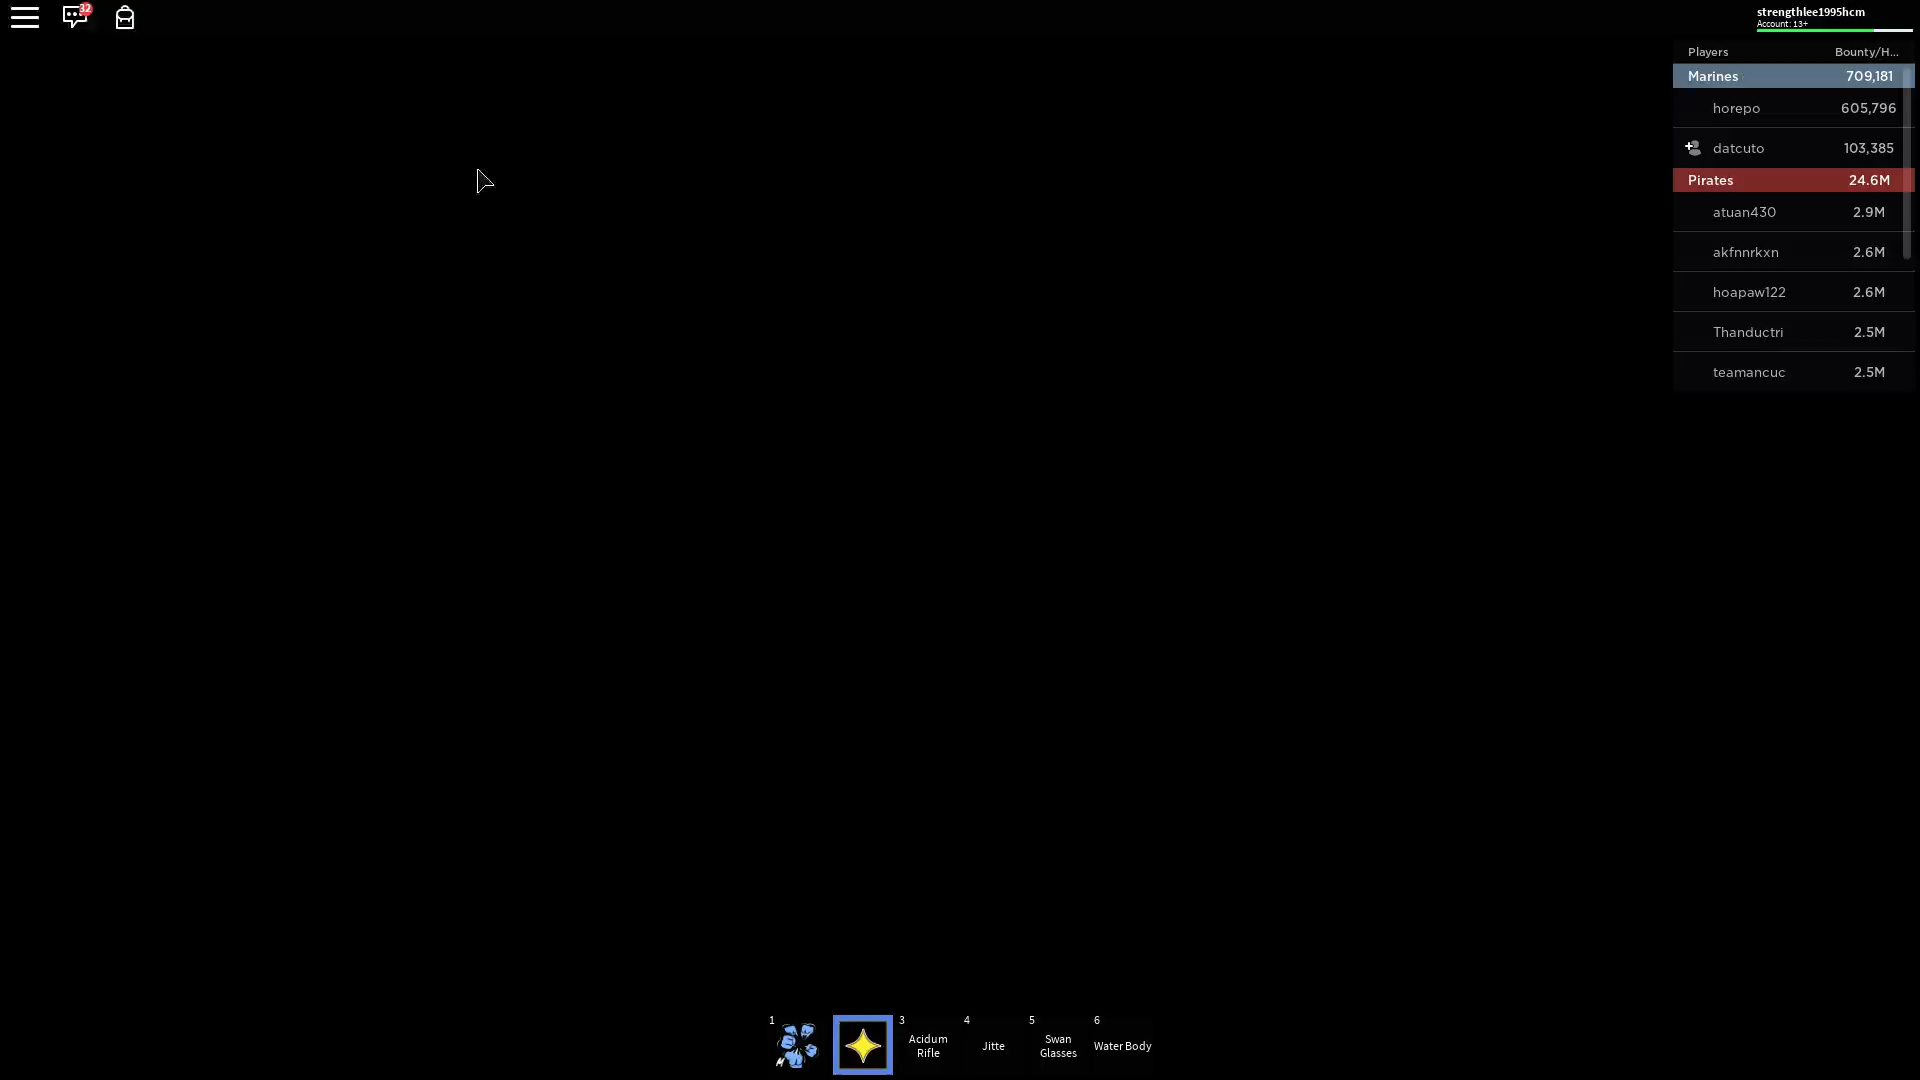 32
strengthlee1995hcm
Account: 13+
Players Bounty/H...
Marines 709,181
horepo 605,796
datcuto 103,385
Pirates 24.6M
atuan430 2.9M
akfnnrkxn 2.6M
hoapaw122 2.6M
Thanductri 2.5M
teamancuc 2.5M
1 3 4 5 6
Acidum
Rifle
Jitte
Swan
Glasses
Water Body